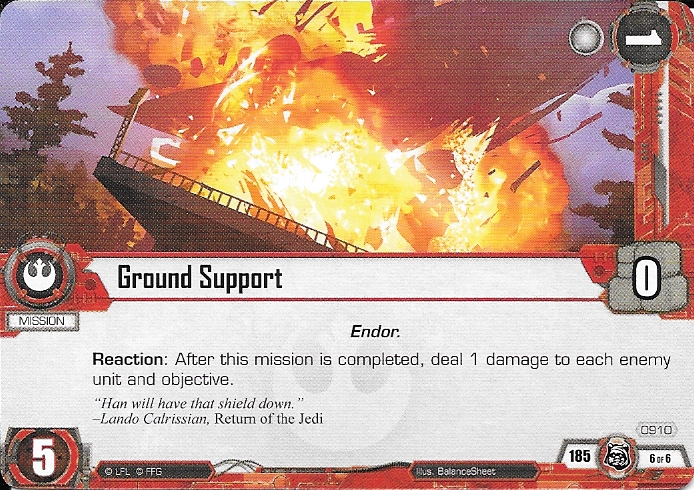 1
Ground Support
0
MISSION
Endor.
Reaction: After this mission is completed, deal 1 damage to each enemy
unit and objective.
“Han will have that shield down.”
–Lando Calrissian, Return of the Jedi
0910
5
© LFL © FFG
Illus. BalanceSheet
185
6 OF 6